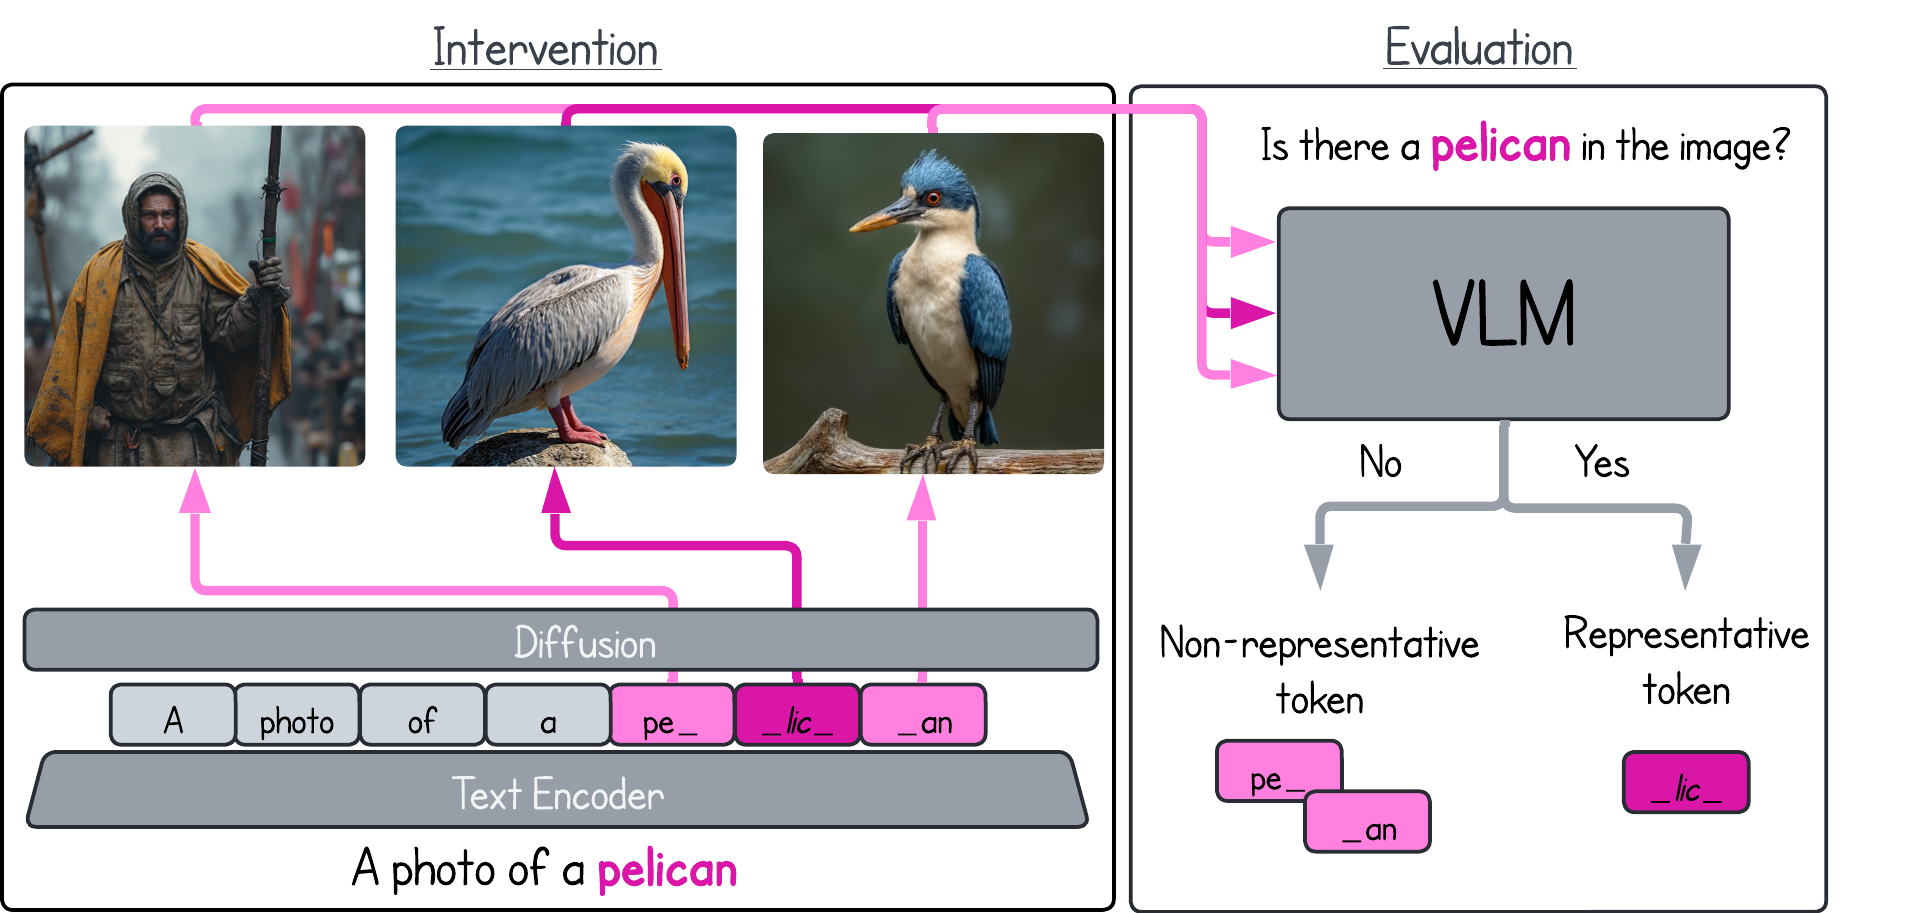 Intervention
Evaluation
Is there a pelican in the image?
VLM
No
Yes
Non-representative
token
Representative
token
pe_
_an
_lic_
Diffusion
A
photo
of
a
pe_
_lic_
_an
Text Encoder
A photo of a pelican